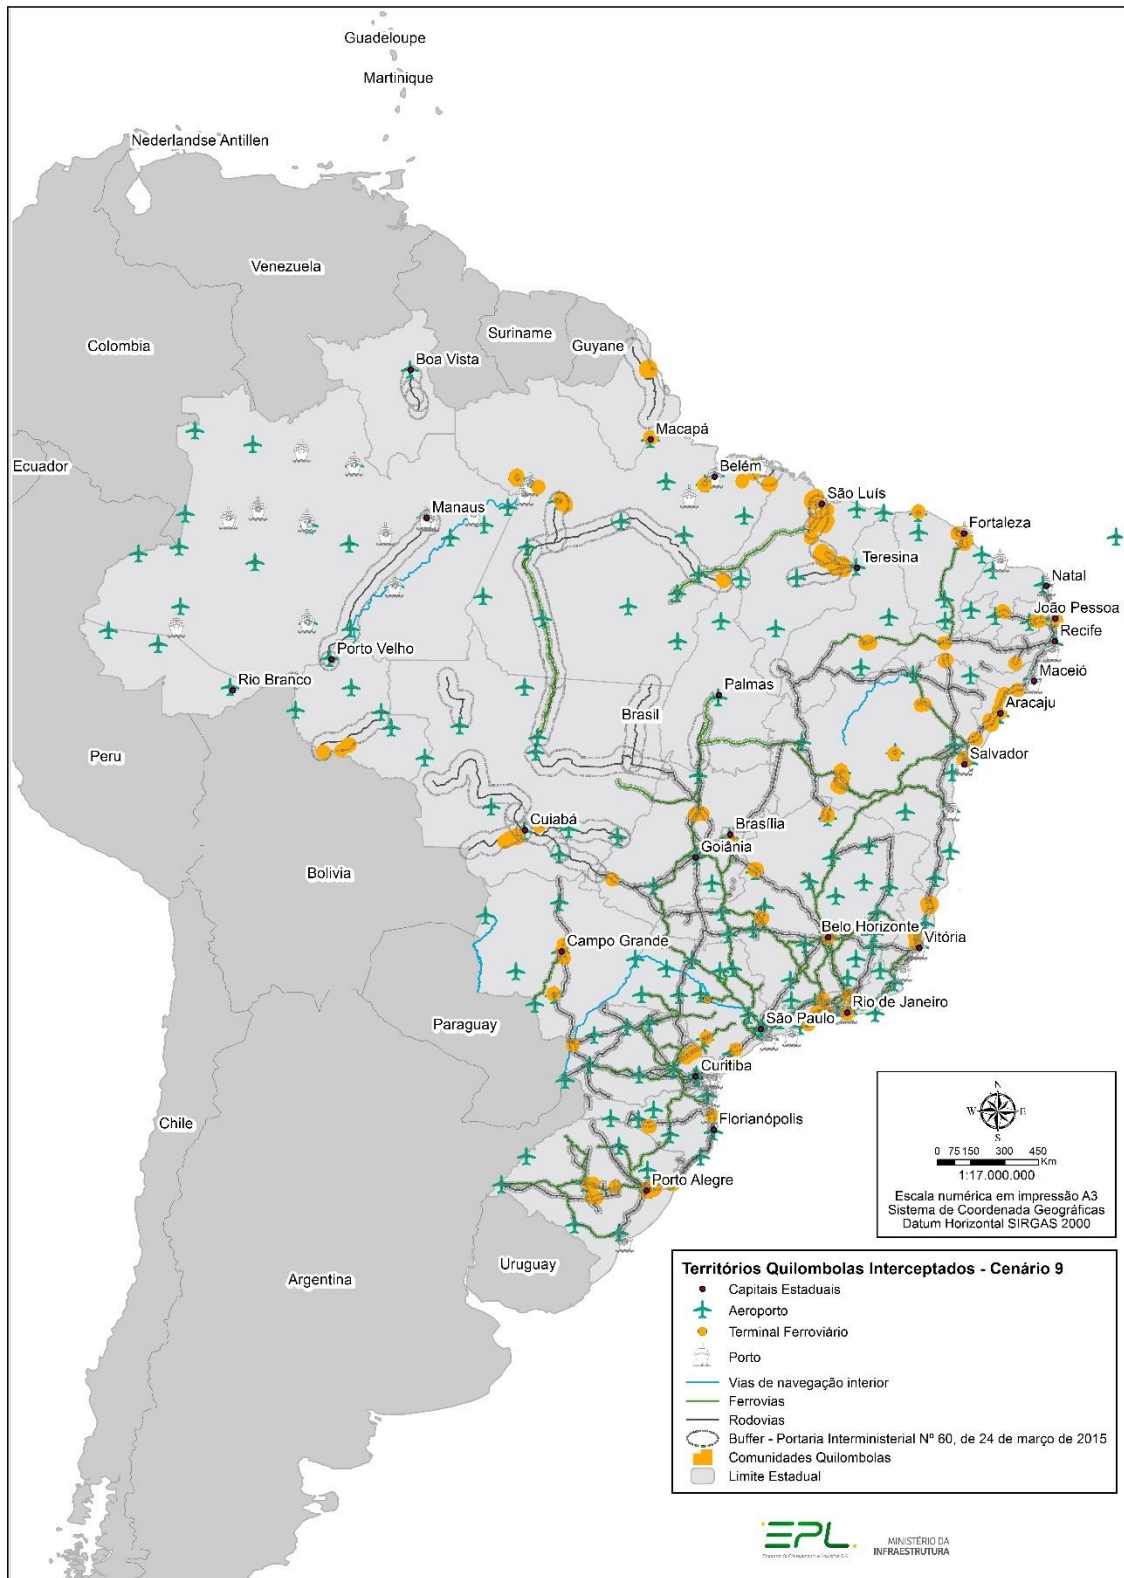 Guadeloupe
Martinique
Nederlandse Antillen
Venezuela
Colombia
Suriname
Guyane
Boa Vista
Macapá
Ecuador
Belém
São Luís
Manaus
Fortaleza
Teresina
Natal
João Pessoa
Recife
Porto Velho
Maceió
Rio Branco
Palmas
Aracaju
Brasil
Peru
Salvador
Cuiabá
Brasília
Goiânia
Bolivia
Belo Horizonte
Vitória
Campo Grande
Rio de Janeiro
São Paulo
Paraguay
Curitiba
Chile
Florianópolis
Porto Alegre
Uruguay
Argentina
N
W E
S
0 75 150 300 450
Km
1:17.000.000
Escala numérica em impressão A3
Sistema de Coordenada Geográficas
Datum Horizontal SIRGAS 2000
Territórios Quilombolas Interceptados - Cenário 9
Capitais Estaduais
Aeroporto
Terminal Ferroviário
Porto
Vias de navegação interior
Ferrovias
Rodovias
Buffer - Portaria Interministerial Nº 60, de 24 de março de 2015
Comunidades Quilombolas
Limite Estadual
EPL
MINISTÉRIO DA
INFRAESTRUTURA